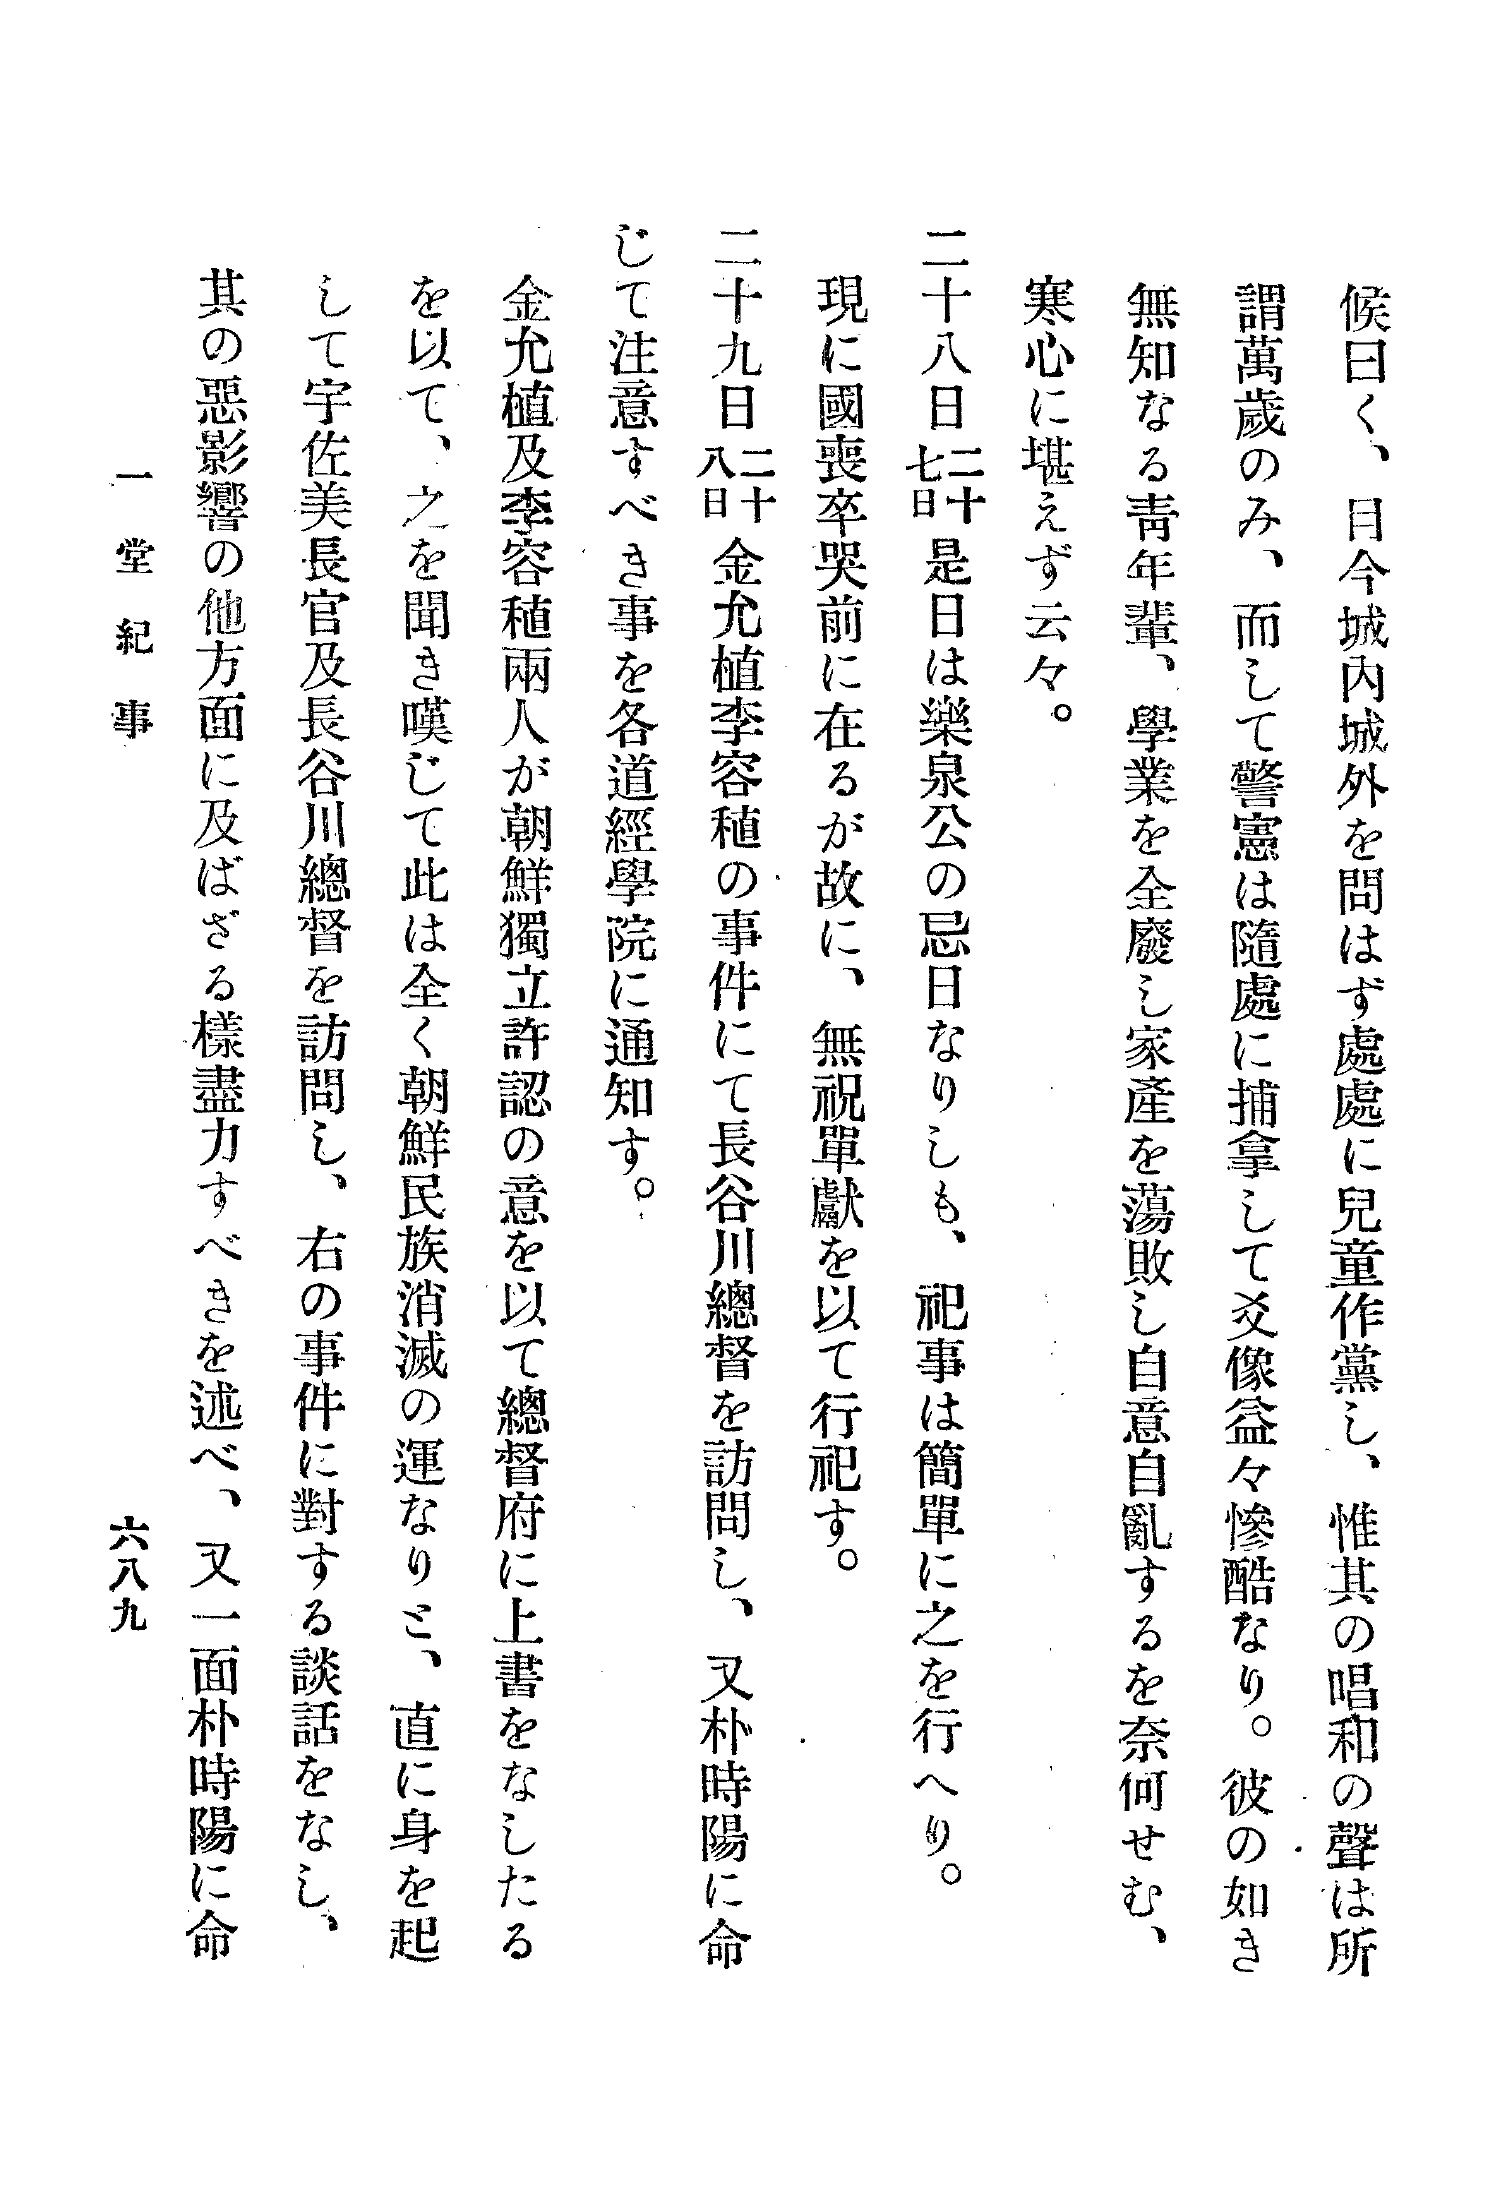 候曰く、目今城內城外を問はず處處に兒童作黨し、惟其の唱和の聲は所
謂萬歲のみ、而して警憲は隨處に捕拿して爻像益々慘酷なり。彼の如き
無知なる靑年輩、學業を全廢し家產を蕩敗し自意自亂するを奈何せむ、
寒心に堪えず云々。
二十八日二十七日是日は樂泉公の忌日なりしも、祀事は簡單に之を行へり。
現に國喪卒哭前に在るが故に、無祝單獻を以て行祀す。
二十九日二十八日金允植李容稙の事件にて長谷川總督を訪問し、又朴時陽に命
じて注意すべき事を各道經學院に通知す。
金允植及李容稙兩人が朝鮮獨立許認の意を以て總督府に上書をなしたる
を以て、之を聞き嘆じて此は全く朝鮮民族消滅の運なりと、直に身を起
して宇佐美長官及長谷川總督を訪問し、右の事件に對する談話をなし、
其の惡影響の他方面に及ばざる樣盡力すべきを述べ、又一面朴時陽に命
一堂紀事
六八九